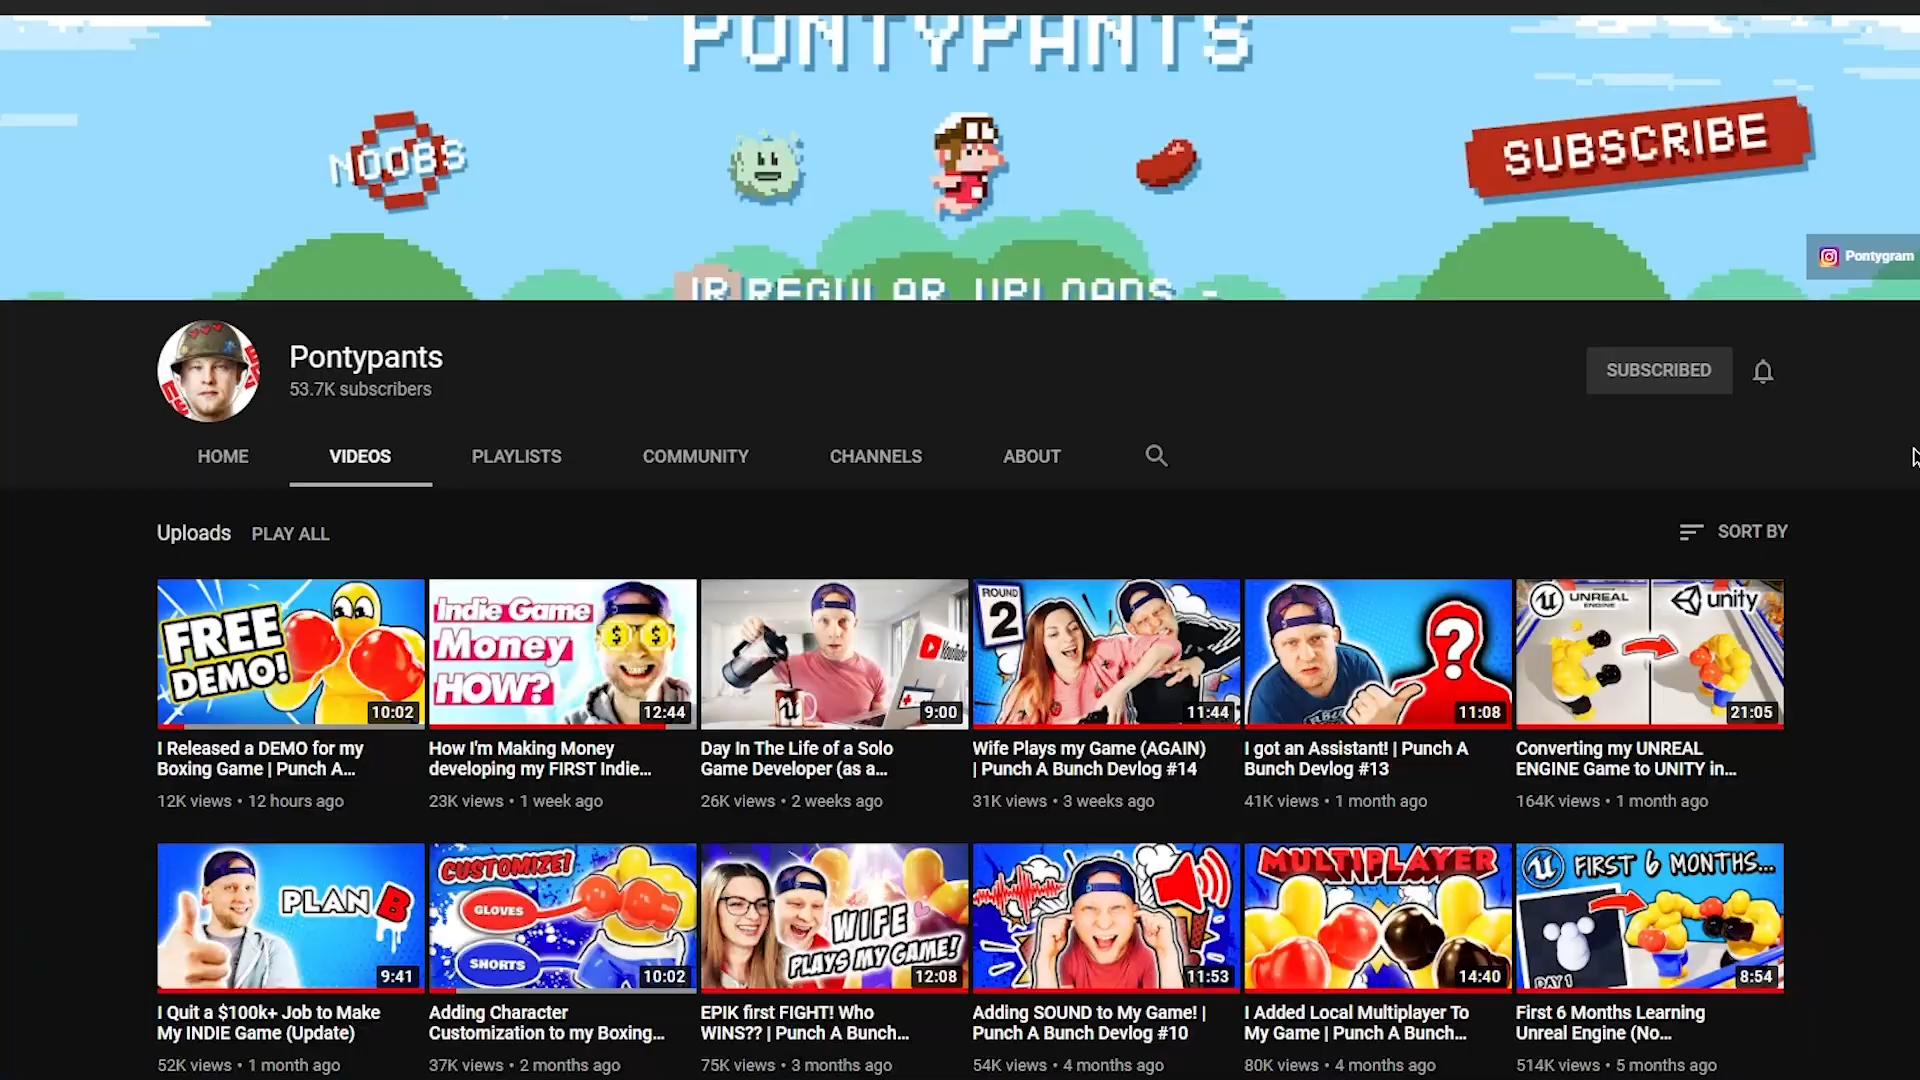 PONTYPANTS
NOOBS
SUBSCRIBE
Pontygram
IR REGULAR UPLOADS -
Pontypants
53.7K subscribers
SUBSCRIBED
HOME
VIDEOS
PLAYLISTS
COMMUNITY
CHANNELS
ABOUT
Uploads
PLAY ALL
SORT BY
FREE
DEMO!
10:02
I Released a DEMO for my
Boxing Game | Punch A...
12K views • 12 hours ago
Indie Game
Money
HOW?
12:44
How I'm Making Money
developing my FIRST Indie...
23K views • 1 week ago
YouTube
9:00
Day In The Life of a Solo
Game Developer (as a...
26K views • 2 weeks ago
ROUND
2
11:44
Wife Plays my Game (AGAIN)
| Punch A Bunch Devlog #14
31K views • 3 weeks ago
?
11:08
I got an Assistant! | Punch A
Bunch Devlog #13
41K views • 1 month ago
UNREAL
ENGINE
unity
21:05
Converting my UNREAL
ENGINE Game to UNITY in...
164K views • 1 month ago
PLAN B
9:41
I Quit a $100k+ Job to Make
My INDIE Game (Update)
52K views • 1 month ago
CUSTOMIZE!
GLOVES
SHORTS
10:02
Adding Character
Customization to my Boxing...
37K views • 2 months ago
WIFE
PLAYS MY GAME!
12:08
EPIK first FIGHT! Who
WINS?? | Punch A Bunch...
75K views • 3 months ago
11:53
Adding SOUND to My Game! |
Punch A Bunch Devlog #10
54K views • 4 months ago
MULTIPLAYER
14:40
I Added Local Multiplayer To
My Game | Punch A Bunch...
80K views • 4 months ago
FIRST 6 MONTHS...
DAY 1
8:54
First 6 Months Learning
Unreal Engine (No...
514K views • 5 months ago